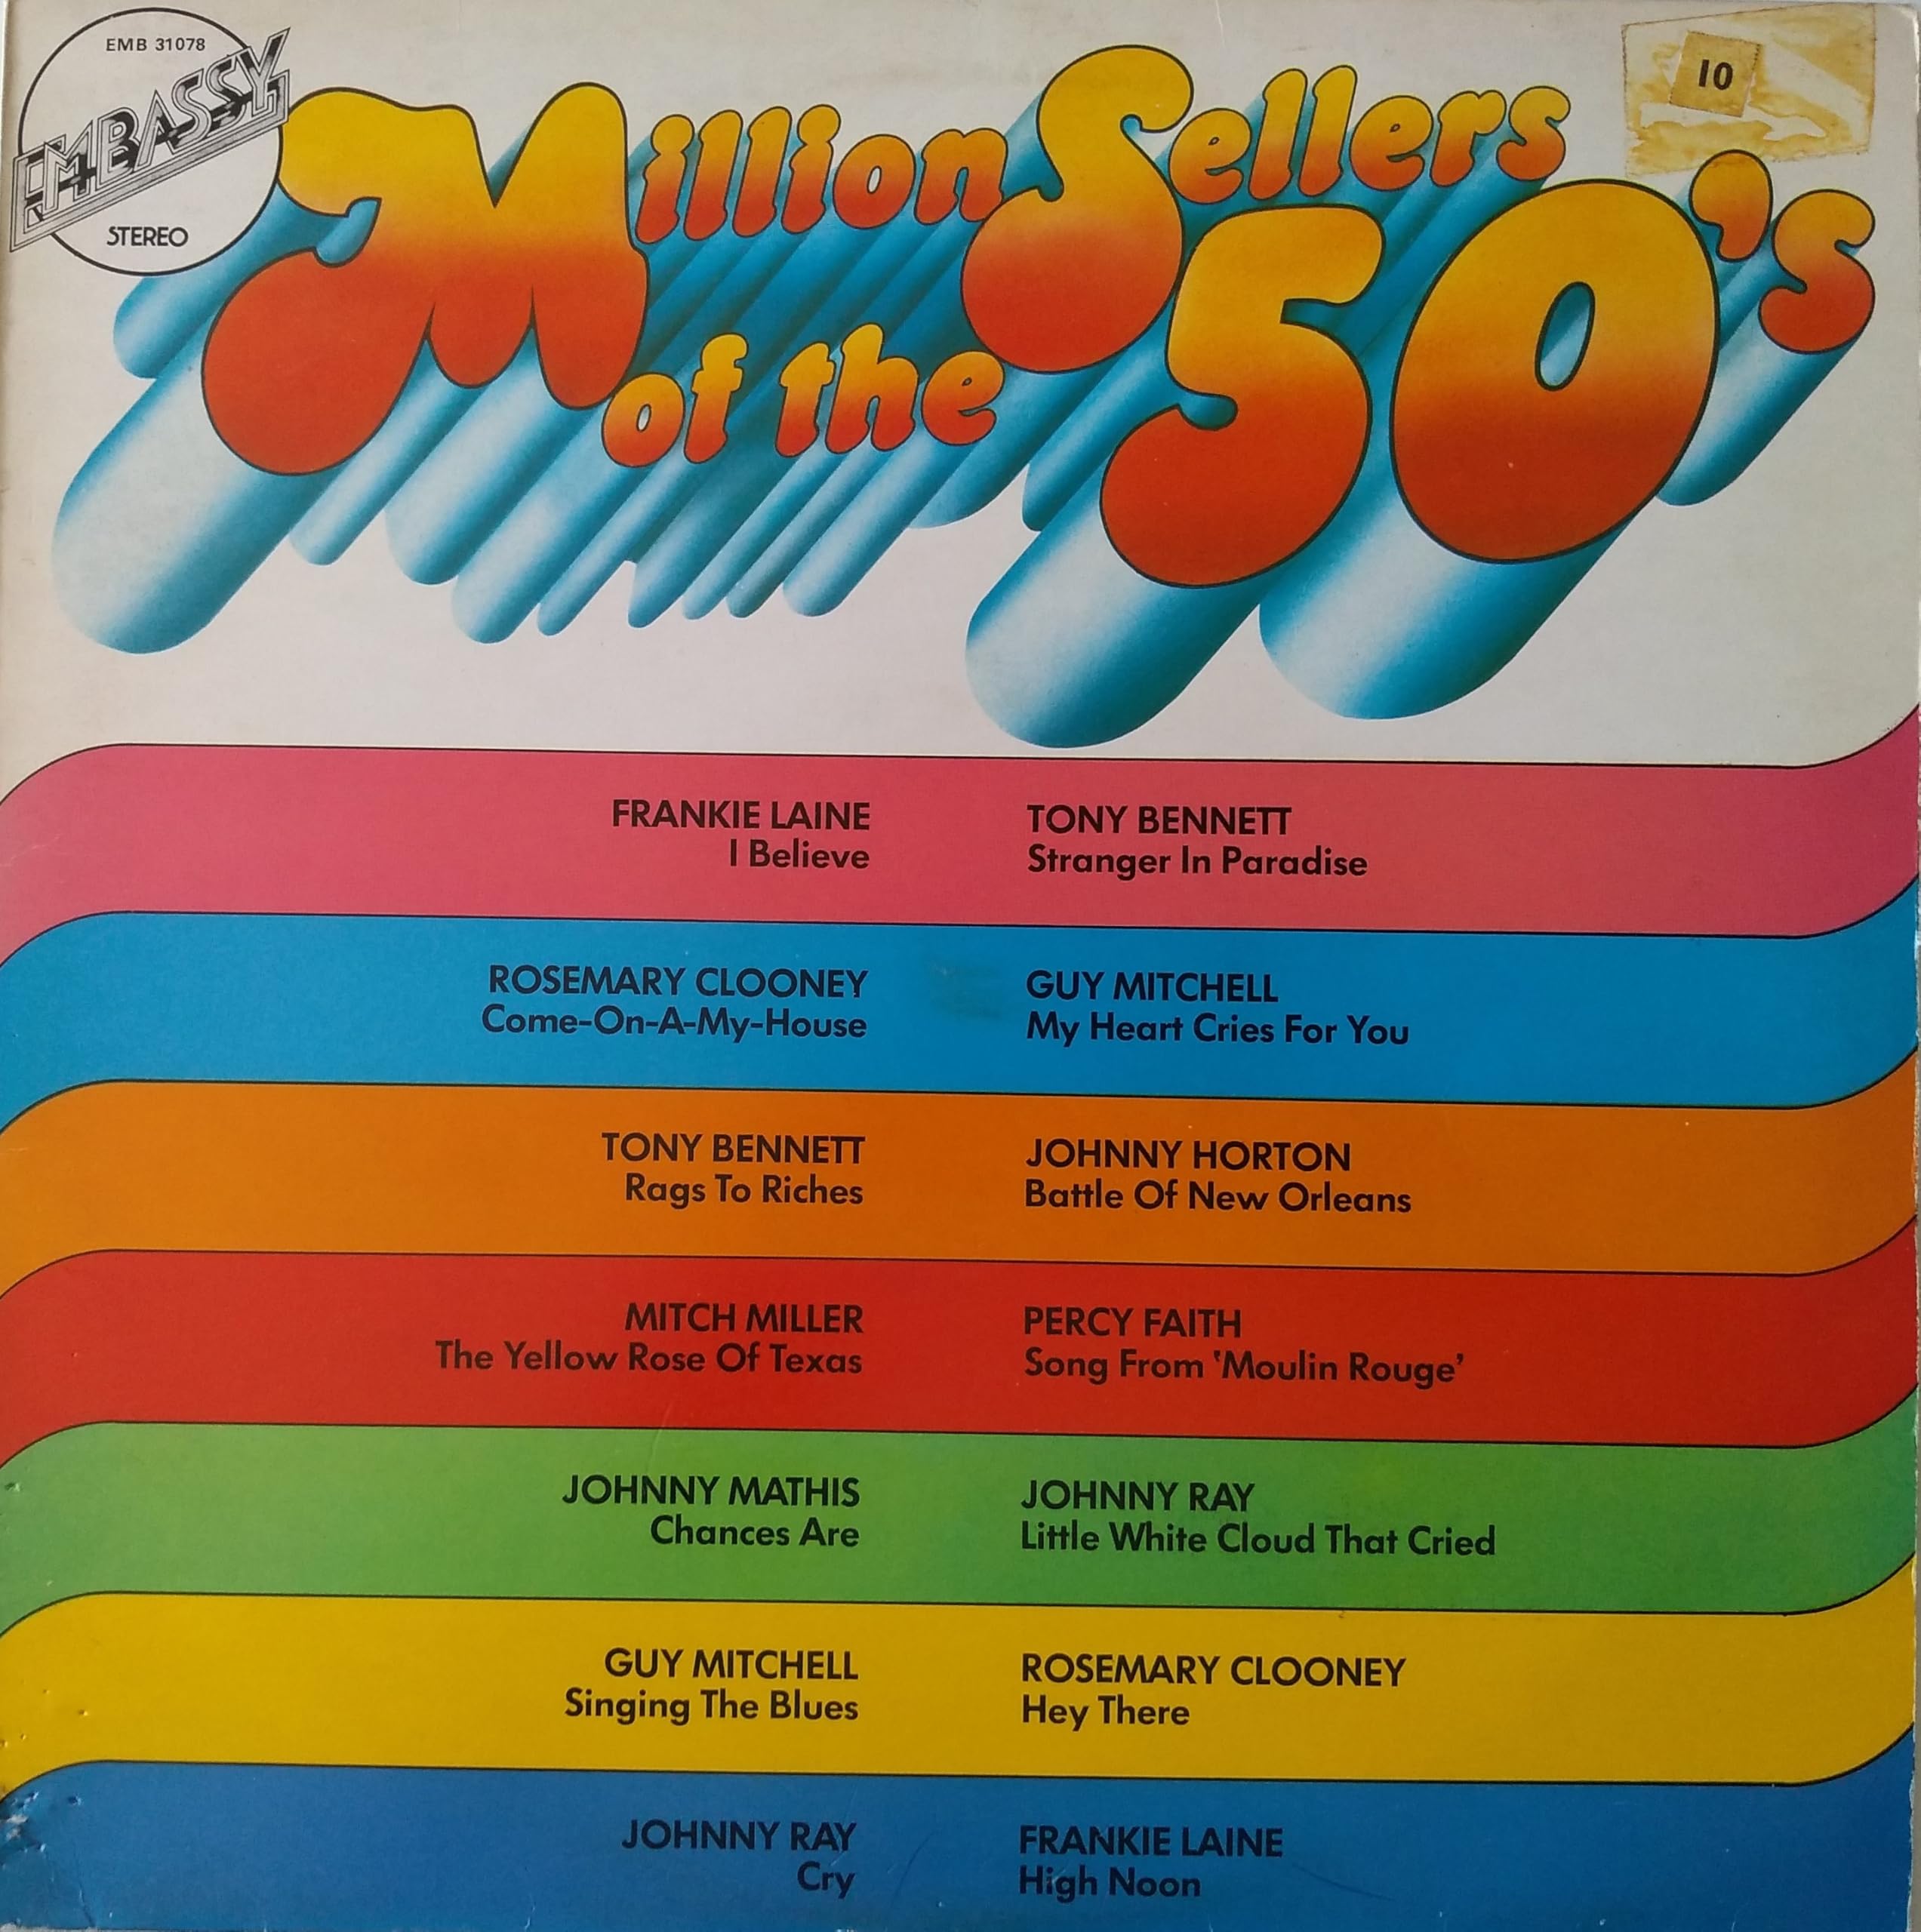 EMB 31078
EMBASSY
STEREO
10
Million Sellers
of the 50's
FRANKIE LAINE
I Believe
TONY BENNETT
Stranger In Paradise
ROSEMARY CLOONEY
Come-On-A-My-House
GUY MITCHELL
My Heart Cries For You
TONY BENNETT
Rags To Riches
JOHNNY HORTON
Battle Of New Orleans
MITCH MILLER
The Yellow Rose Of Texas
PERCY FAITH
Song From 'Moulin Rouge'
JOHNNY MATHIS
Chances Are
JOHNNY RAY
Little White Cloud That Cried
GUY MITCHELL
Singing The Blues
ROSEMARY CLOONEY
Hey There
JOHNNY RAY
Cry
FRANKIE LAINE
High Noon